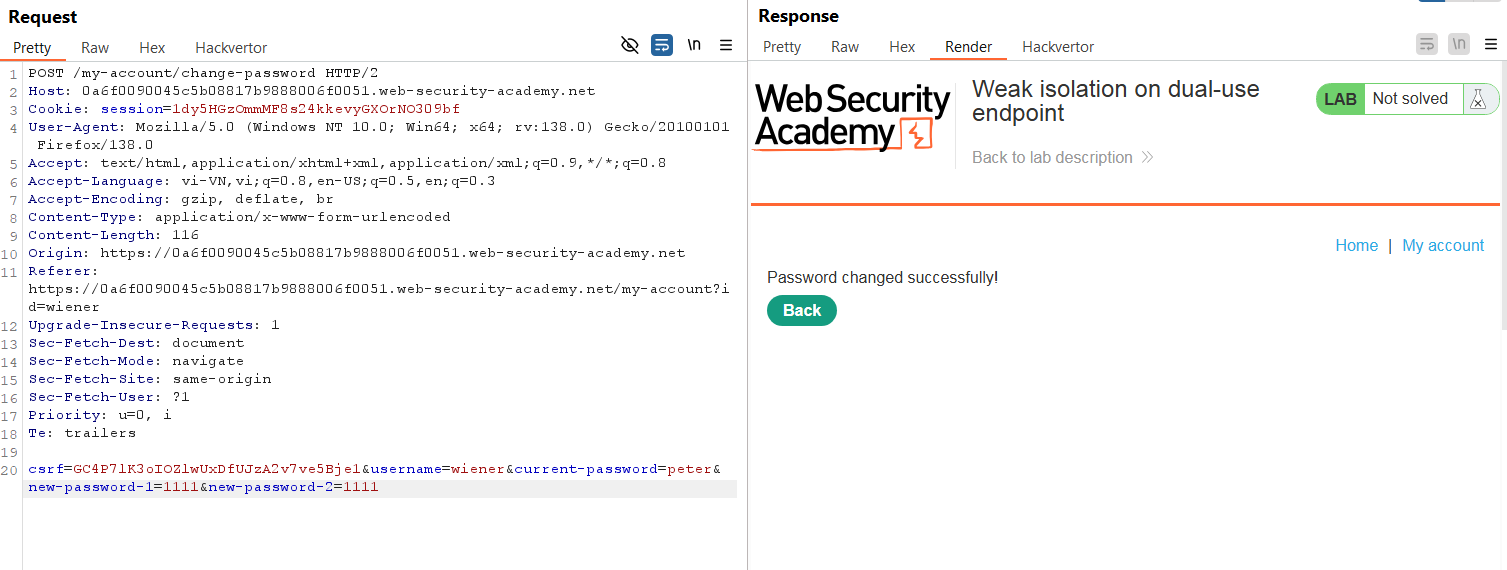 Request
Pretty Raw Hex Hackvertor
\n
1 POST /my-account/change-password HTTP/2
2 Host: 0a6f0090045c5b08817b9888006f0051.web-security-academy.net
3 Cookie: session=1dy5HGzOmmMF8s24kkevyGXOrNO3O9bf
4 User-Agent: Mozilla/5.0 (Windows NT 10.0; Win64; x64; rv:138.0) Gecko/20100101
Firefox/138.0
5 Accept: text/html,application/xhtml+xml,application/xml;q=0.9,*/*;q=0.8
6 Accept-Language: vi-VN,vi;q=0.8,en-US;q=0.5,en;q=0.3
7 Accept-Encoding: gzip, deflate, br
8 Content-Type: application/x-www-form-urlencoded
9 Content-Length: 116
10 Origin: https://0a6f0090045c5b08817b9888006f0051.web-security-academy.net
11 Referer:
https://0a6f0090045c5b08817b9888006f0051.web-security-academy.net/my-account?i
d=wiener
12 Upgrade-Insecure-Requests: 1
13 Sec-Fetch-Dest: document
14 Sec-Fetch-Mode: navigate
15 Sec-Fetch-Site: same-origin
16 Sec-Fetch-User: ?1
17 Priority: u=0, i
18 Te: trailers
19
20 csrf=GC4P7lK3oIOZlwUxDfUJzA2v7ve5Bjel&username=wiener&current-password=peter&
new-password-1=1111&new-password-2=1111
Response
Pretty Raw Hex Render Hackvertor
\n
Web Security
Academy
Weak isolation on dual-use
endpoint
Back to lab description
LAB Not solved
Home | My account
Password changed successfully!
Back